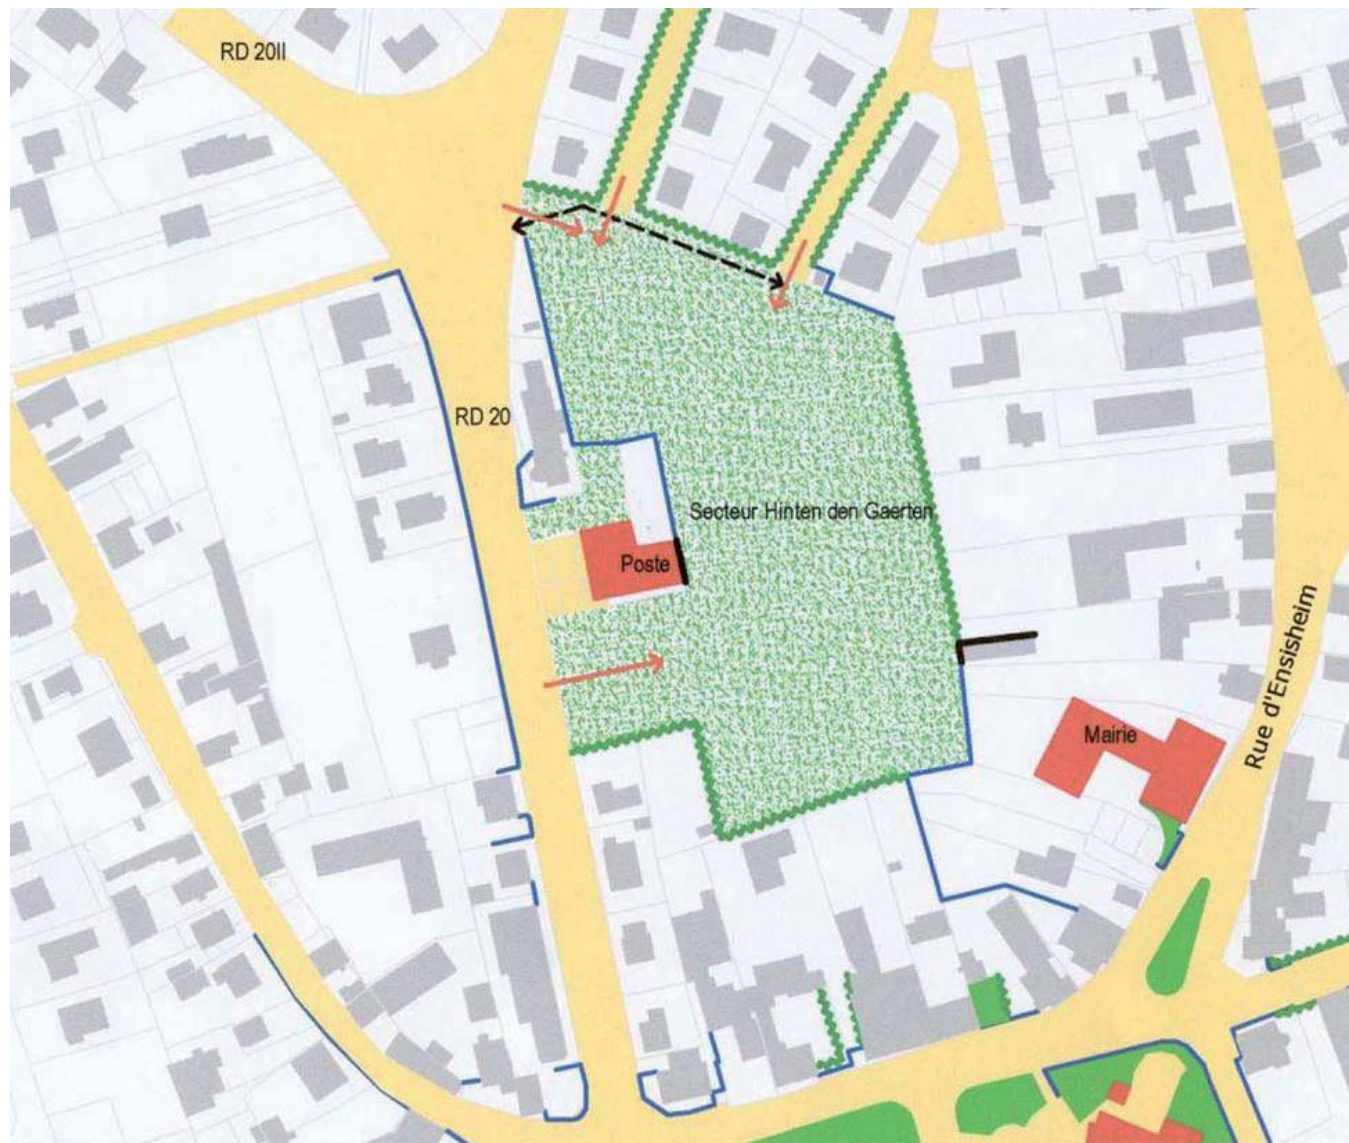 RD 20II
RD 20
Secteur Hinten den Gaerten
Poste
Rue d'Ensisheim
Mairie